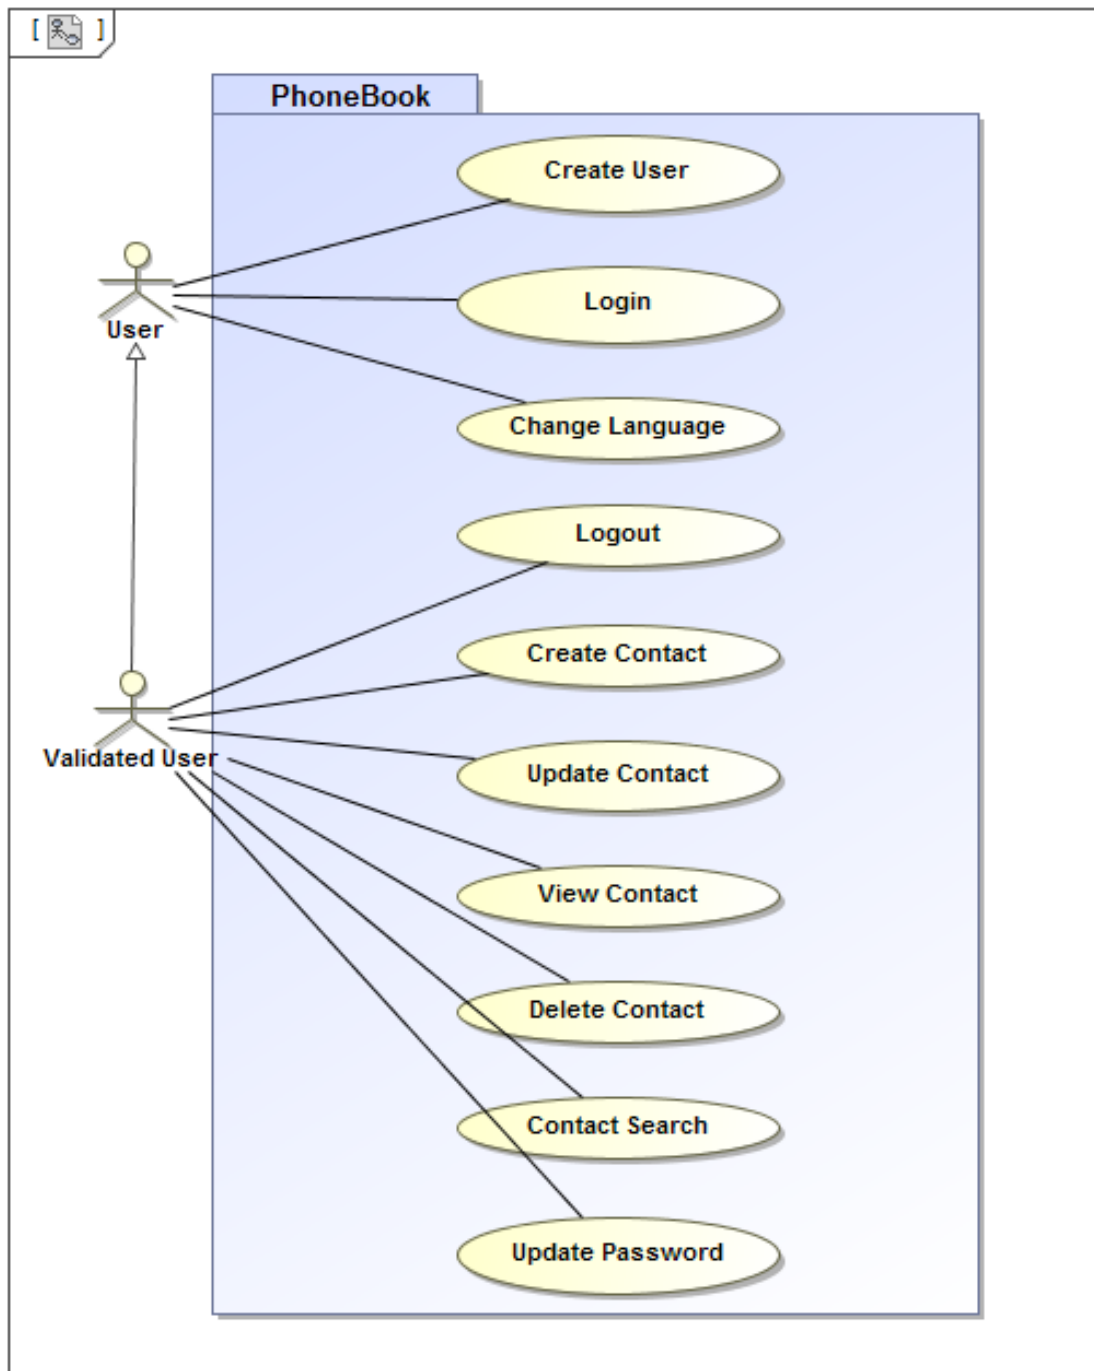 [ ]
PhoneBook
Create User
Login
User
Change Language
Logout
Create Contact
Validated User
Update Contact
View Contact
Delete Contact
Contact Search
Update Password